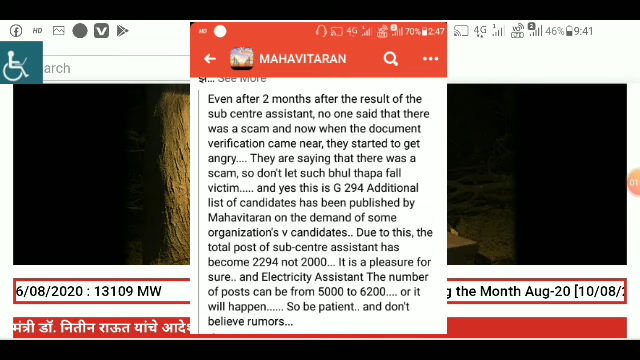 HD 4G 70% 2:47
4G 46% 9:41
arch
MAHAVITARAN
... See More
Even after 2 months after the result of the
sub centre assistant, no one said that there
was a scam and now when the document
verification came near, they started to get
angry.... They are saying that there was a
scam, so don't let such bhul thapa fall
victim..... and yes this is G 294 Additional
list of candidates has been published by
Mahavitaran on the demand of some
organization's v candidates.. Due to this, the
total post of sub-centre assistant has
become 2294 not 2000... It is a pleasure for
sure.. and Electricity Assistant The number
of posts can be from 5000 to 6200.... or it
will happen...... So be patient.. and don't
believe rumors...
6/08/2020 : 13109 MW
g the Month Aug-20 [10/08/2
मंत्री डॉ. नितीन राऊत यांचे आदे